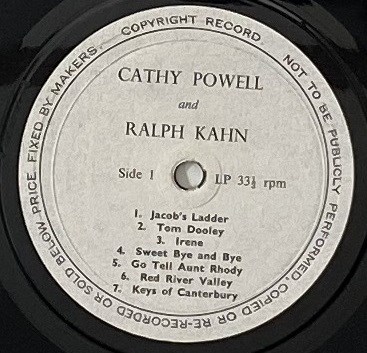 COPYRIGHT RECORD. NOT TO BE PUBLICLY PERFORMED, COPIED OR RE-RECORDED OR SOLD BELOW PRICE FIXED BY MAKERS.
CATHY POWELL
and
RALPH KAHN
Side 1 LP 33⅓ rpm
1. Jacob's Ladder
2. Tom Dooley
3. Irene
4. Sweet Bye and Bye
5. Go Tell Aunt Rhody
6. Red River Valley
7. Keys of Canterbury